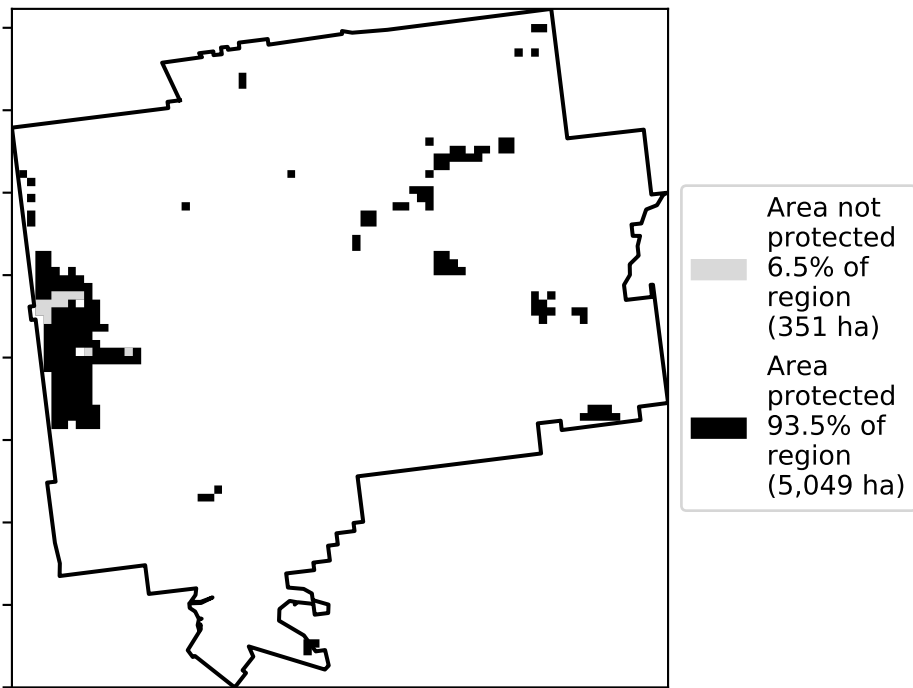 Area not
protected
6.5% of
region
(351 ha)
Area
protected
93.5% of
region
(5,049 ha)